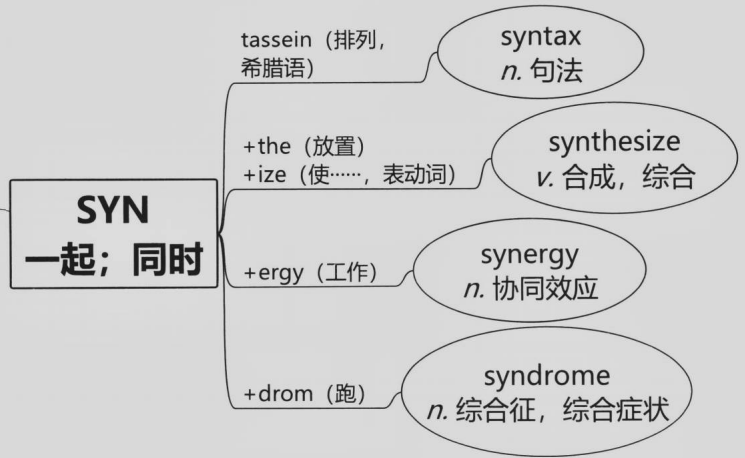 SYN
一起；同时
tassein（排列，
希腊语）
syntax
n. 句法
+the（放置）
+ize（使……，表动词）
synthesize
v. 合成，综合
+ergy（工作）
synergy
n. 协同效应
+drom（跑）
syndrome
n. 综合征，综合症状